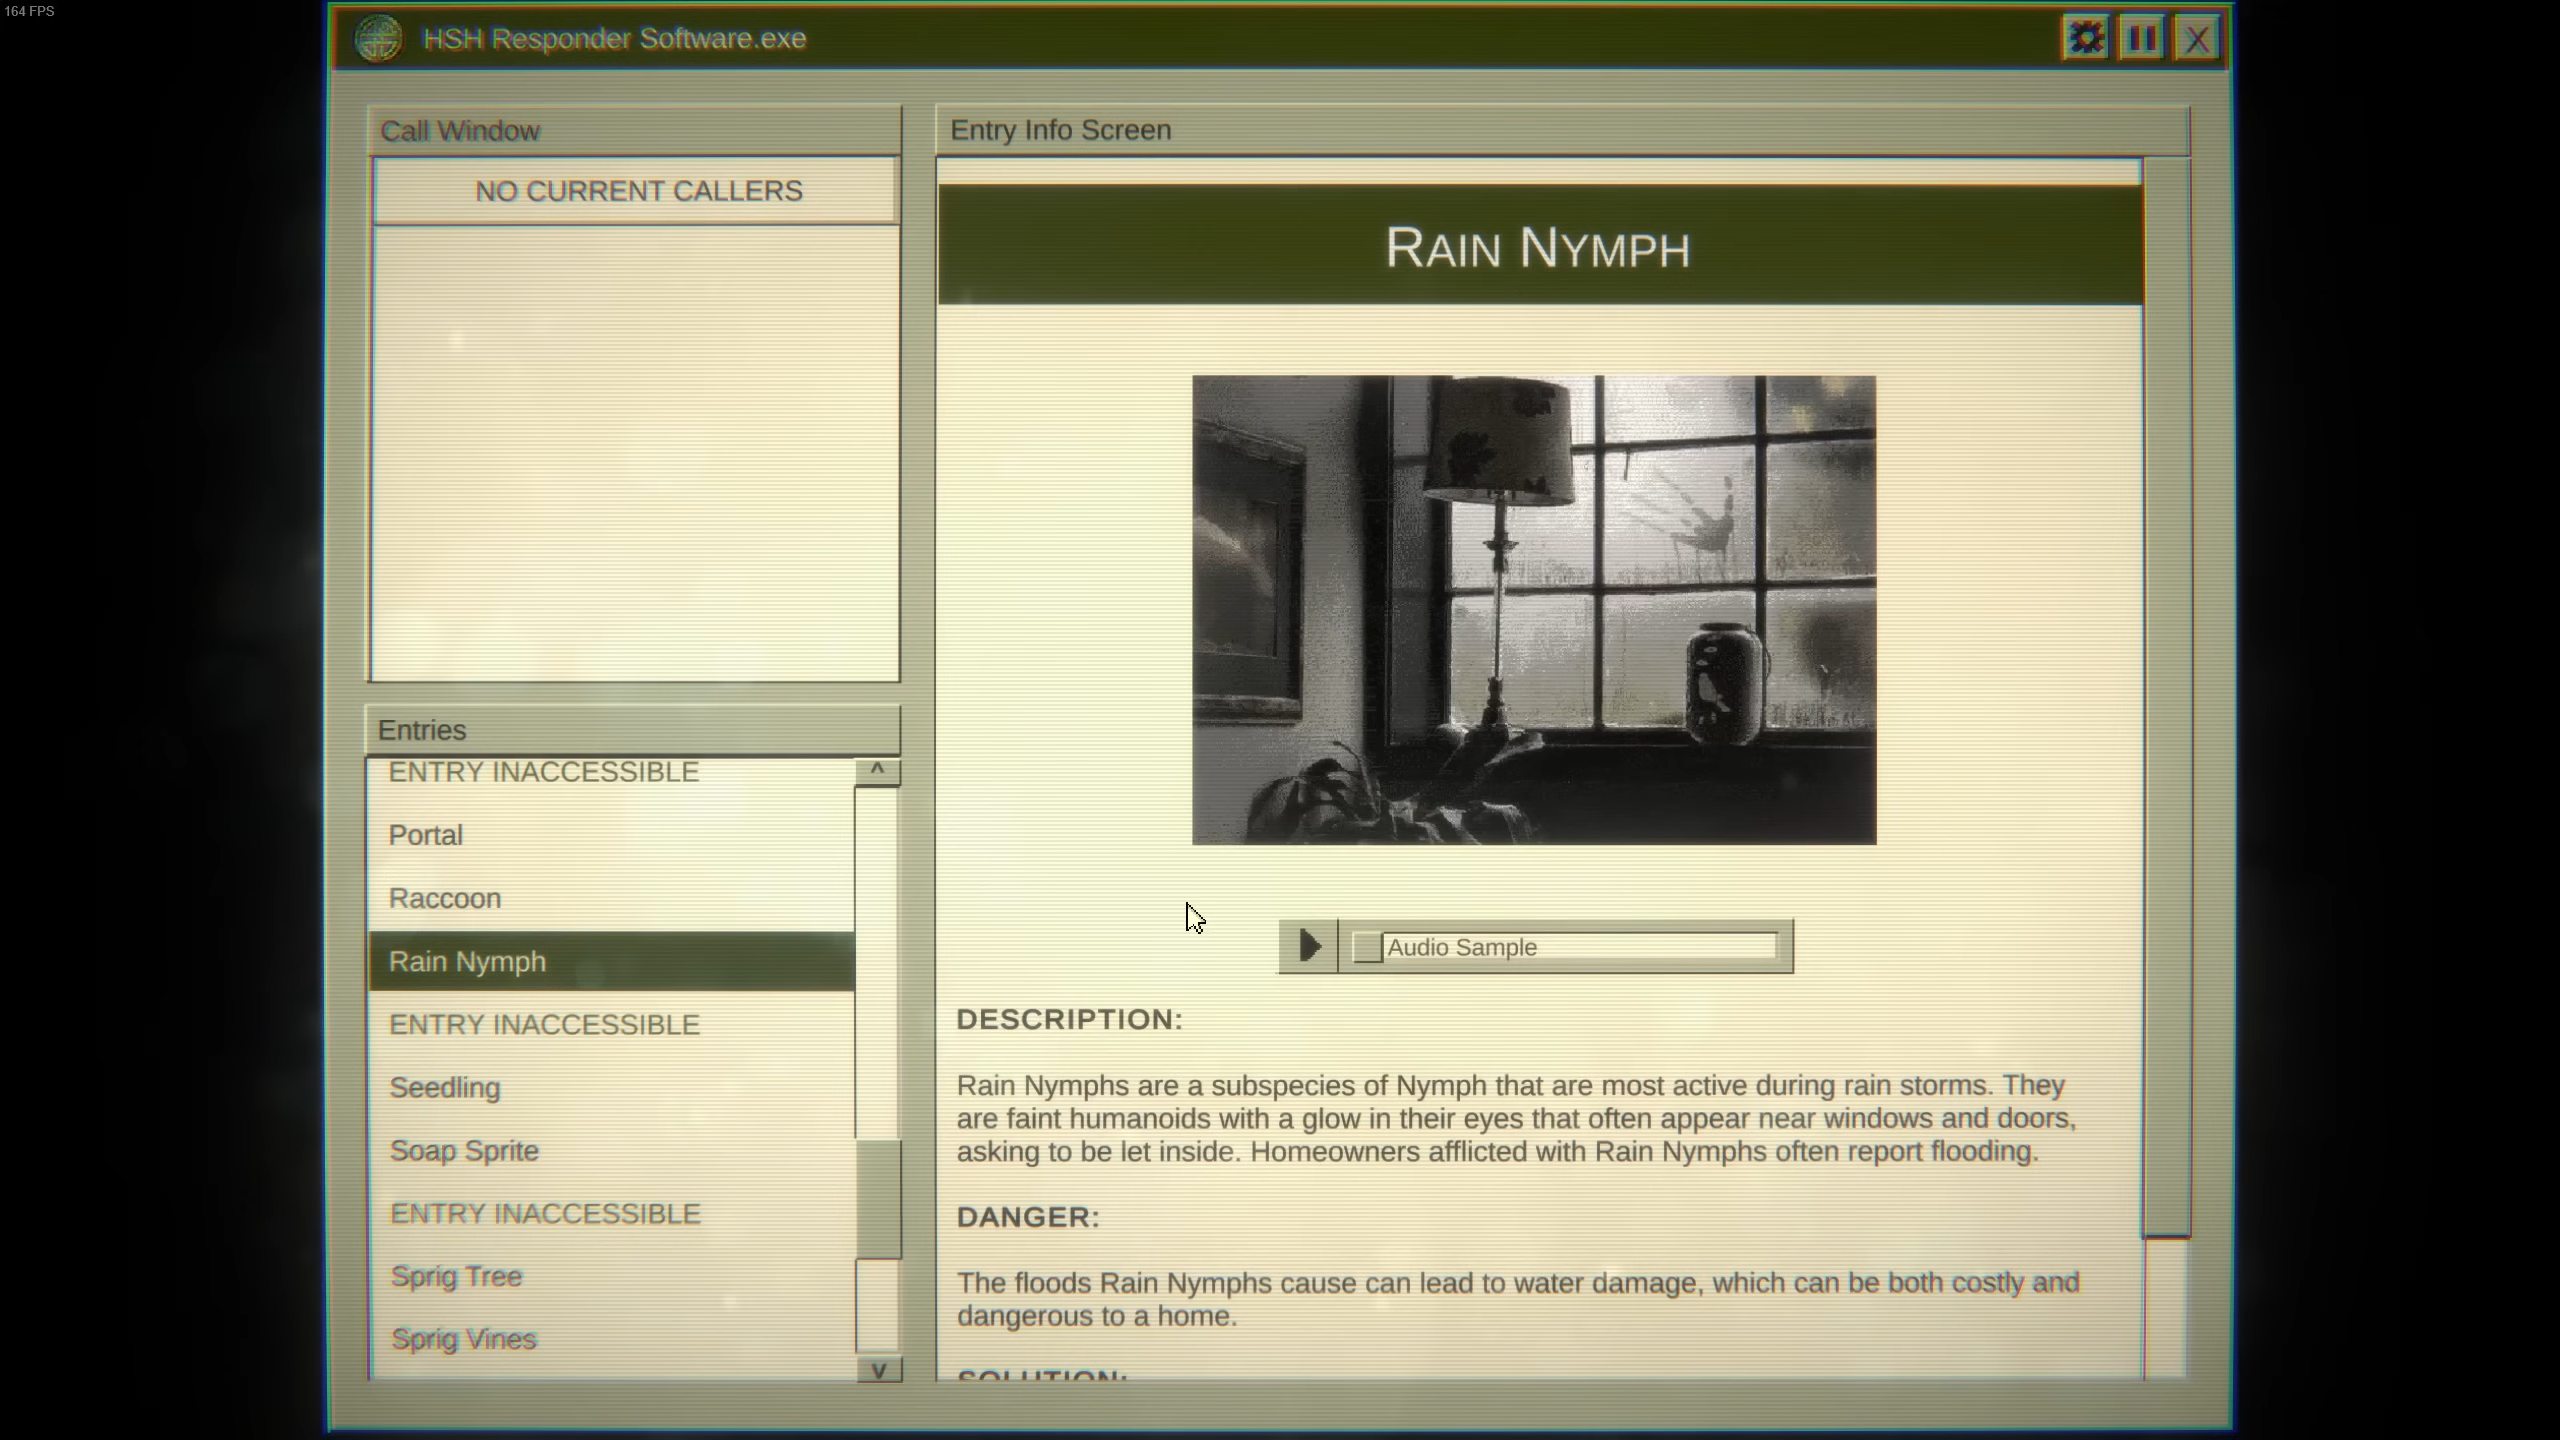 164 FPS
HSH Responder Software.exe
X
Call Window
NO CURRENT CALLERS
Entries
ENTRY INACCESSIBLE
Portal
Raccoon
Rain Nymph
ENTRY INACCESSIBLE
Seedling
Soap Sprite
ENTRY INACCESSIBLE
Sprig Tree
Sprig Vines
Entry Info Screen
RAIN NYMPH
Audio Sample
DESCRIPTION:
Rain Nymphs are a subspecies of Nymph that are most active during rain storms. They
are faint humanoids with a glow in their eyes that often appear near windows and doors,
asking to be let inside. Homeowners afflicted with Rain Nymphs often report flooding.
DANGER:
The floods Rain Nymphs cause can lead to water damage, which can be both costly and
dangerous to a home.
SOLUTION: